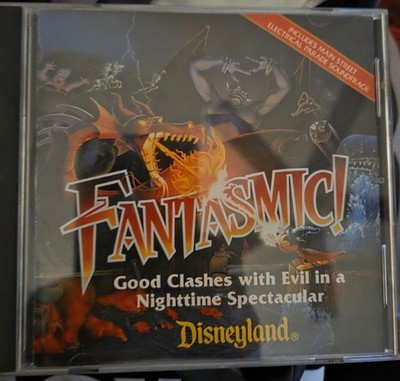 INCLUDES MAIN STREET
ELECTRICAL PARADE SOUNDTRACK
FANTASMIC!
Good Clashes with Evil in a
Nighttime Spectacular
Disneyland®